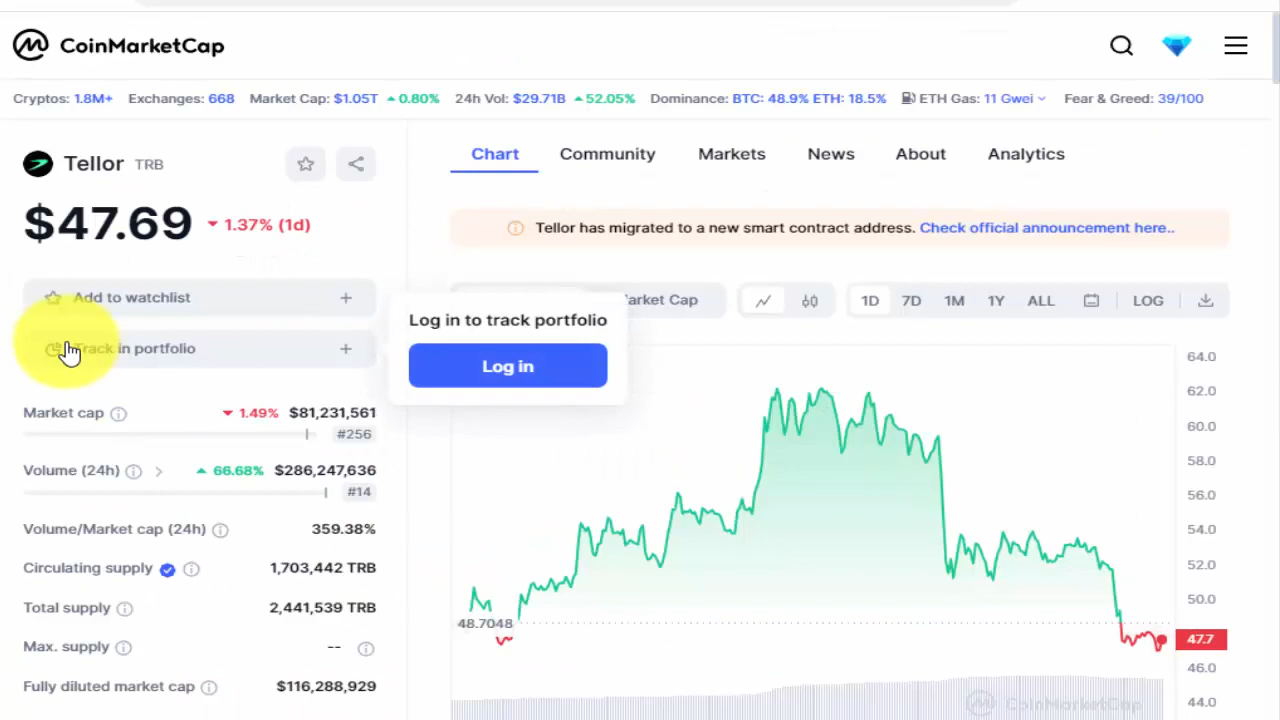 CoinMarketCap
Cryptos: 1.8M+ Exchanges: 668 Market Cap: $1.05T 0.80% 24h Vol: $29.71B 52.05% Dominance: BTC: 48.9% ETH: 18.5% ETH Gas: 11 Gwei Fear & Greed: 39/100
Tellor TRB
$47.69 1.37% (1d)
Add to watchlist +
Track in portfolio +
Log in to track portfolio
Log in
Market cap 1.49% $81,231,561
#256
Volume (24h) 66.68% $286,247,636
#14
Volume/Market cap (24h) 359.38%
Circulating supply 1,703,442 TRB
Total supply 2,441,539 TRB
Max. supply --
Fully diluted market cap $116,288,929
Chart Community Markets News About Analytics
Tellor has migrated to a new smart contract address. Check official announcement here..
arket Cap 1D 7D 1M 1Y ALL LOG
64.0
62.0
60.0
58.0
56.0
54.0
52.0
50.0
48.7048
47.7
46.0
44.0
CoinMarketCap